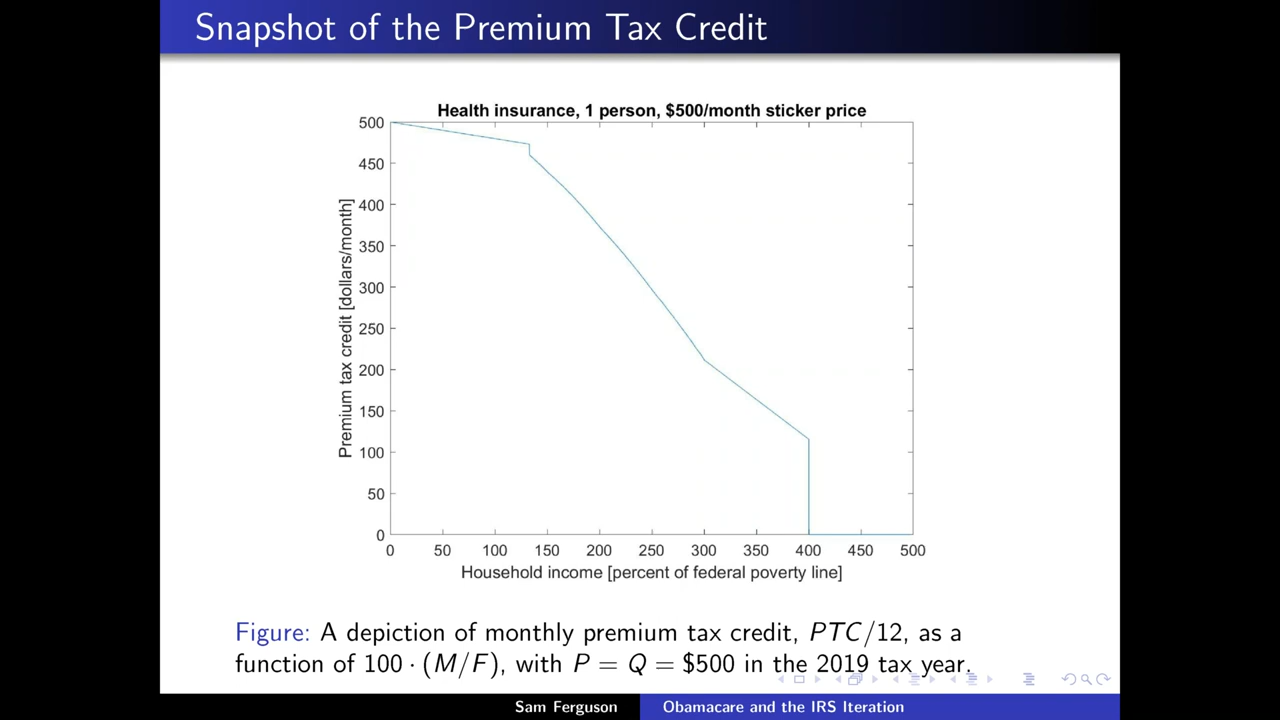 Snapshot of the Premium Tax Credit
Health insurance, 1 person, $500/month sticker price
Premium tax credit [dollars/month]
500
450
400
350
300
250
200
150
100
50
0
0 50 100 150 200 250 300 350 400 450 500
Household income [percent of federal poverty line]
Figure: A depiction of monthly premium tax credit, PTC/12, as a
function of 100 · (M/F), with P = Q = $500 in the 2019 tax year.
Sam Ferguson Obamacare and the IRS Iteration